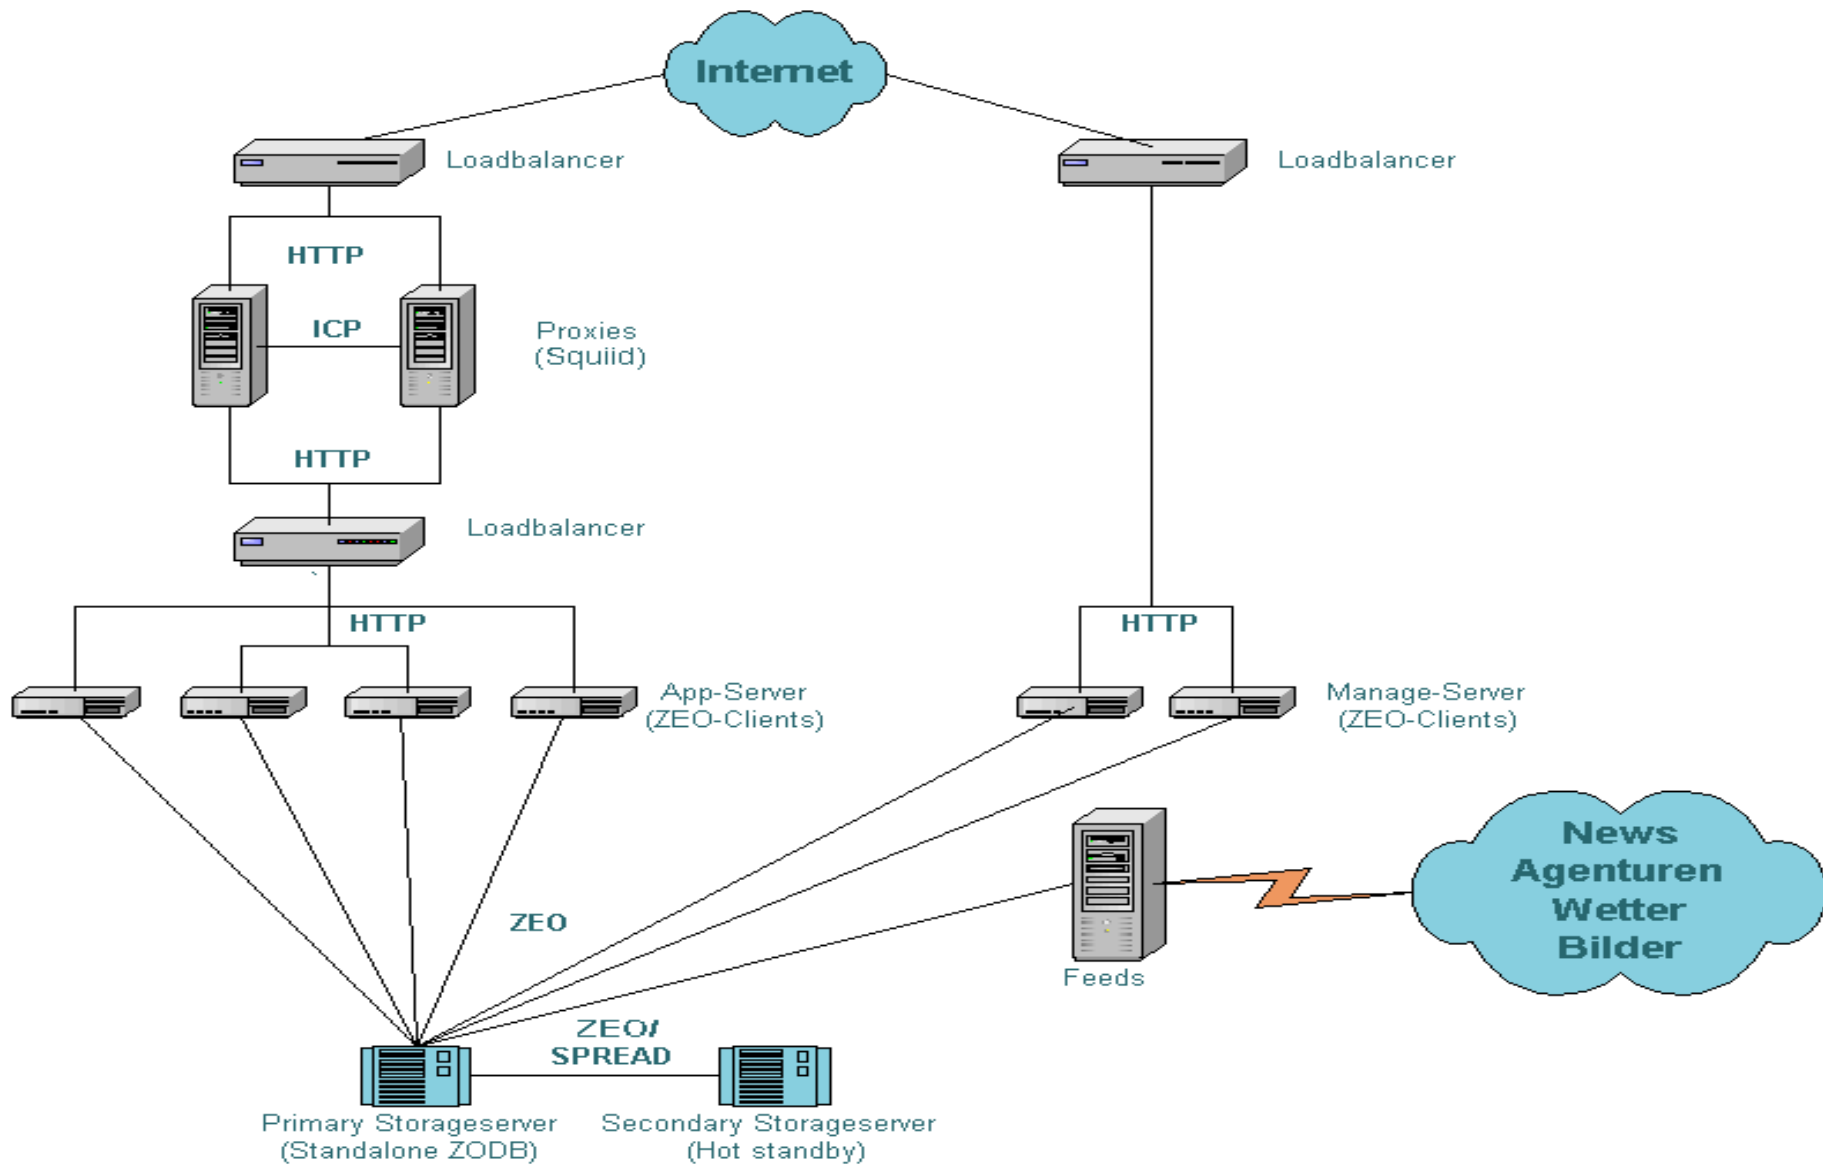 Internet
Loadbalancer
Loadbalancer
HTTP
ICP
Proxies
(Squiid)
HTTP
Loadbalancer
HTTP
HTTP
App-Server
(ZEO-Clients)
Manage-Server
(ZEO-Clients)
News
Agenturen
Wetter
Bilder
ZEO
Feeds
ZEO/
SPREAD
Primary Storageserver
(Standalone ZODB)
Secondary Storageserver
(Hot standby)